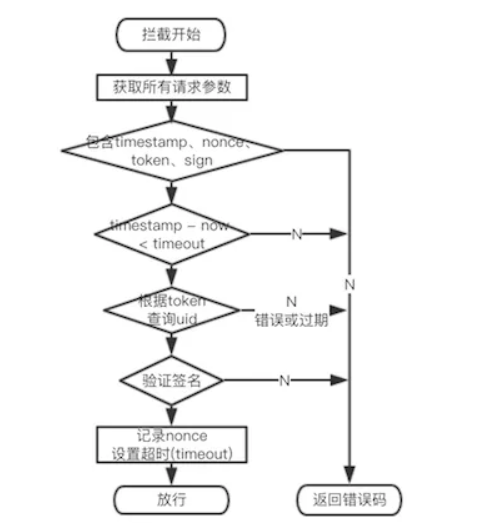 拦截开始
获取所有请求参数
包含timestamp、nonce、
token、sign
timestamp - now
< timeout
N
N
根据token
查询uid
N
错误或过期
验证签名
N
记录nonce
设置超时(timeout)
放行
返回错误码